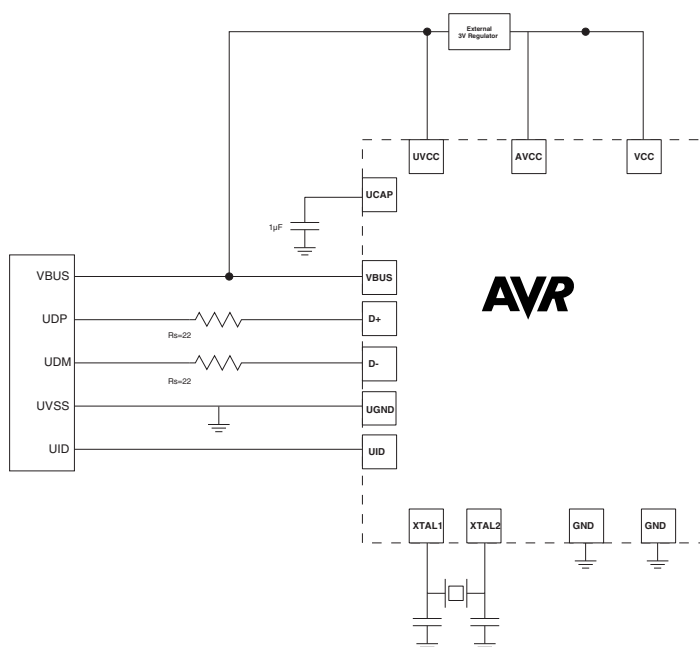 External
3V Regulator
UVCC
AVCC
VCC
UCAP
1µF
VBUS
VBUS
AVR
UDP
D+
Rs=22
UDM
D-
Rs=22
UVSS
UGND
UID
UID
XTAL1
XTAL2
GND
GND